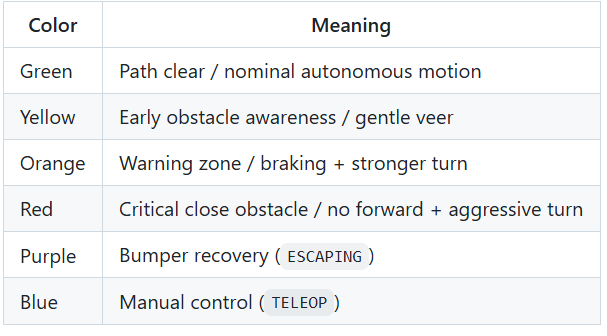 Color Meaning
Green Path clear / nominal autonomous motion
Yellow Early obstacle awareness / gentle veer
Orange Warning zone / braking + stronger turn
Red Critical close obstacle / no forward + aggressive turn
Purple Bumper recovery ( ESCAPING )
Blue Manual control ( TELEOP )